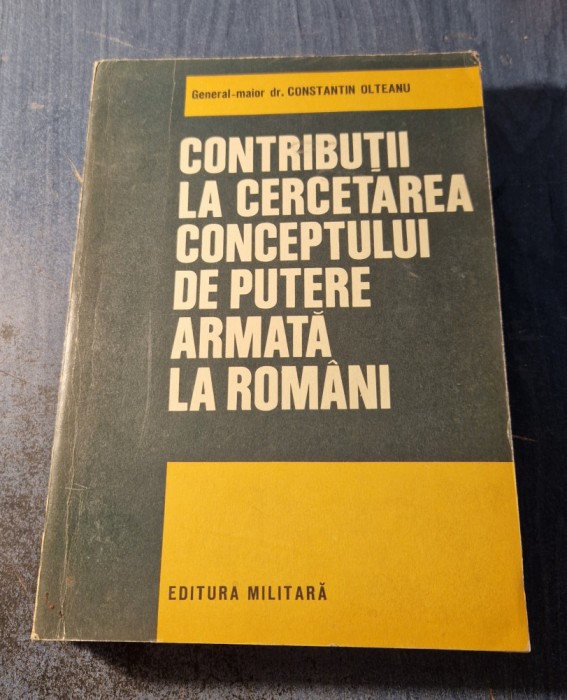 General-maior dr. CONSTANTIN OLTEANU
CONTRIBUȚII
LA CERCETAREA
CONCEPTULUI
DE PUTERE
ARMATĂ
LA ROMÂNI
EDITURA MILITARĂ